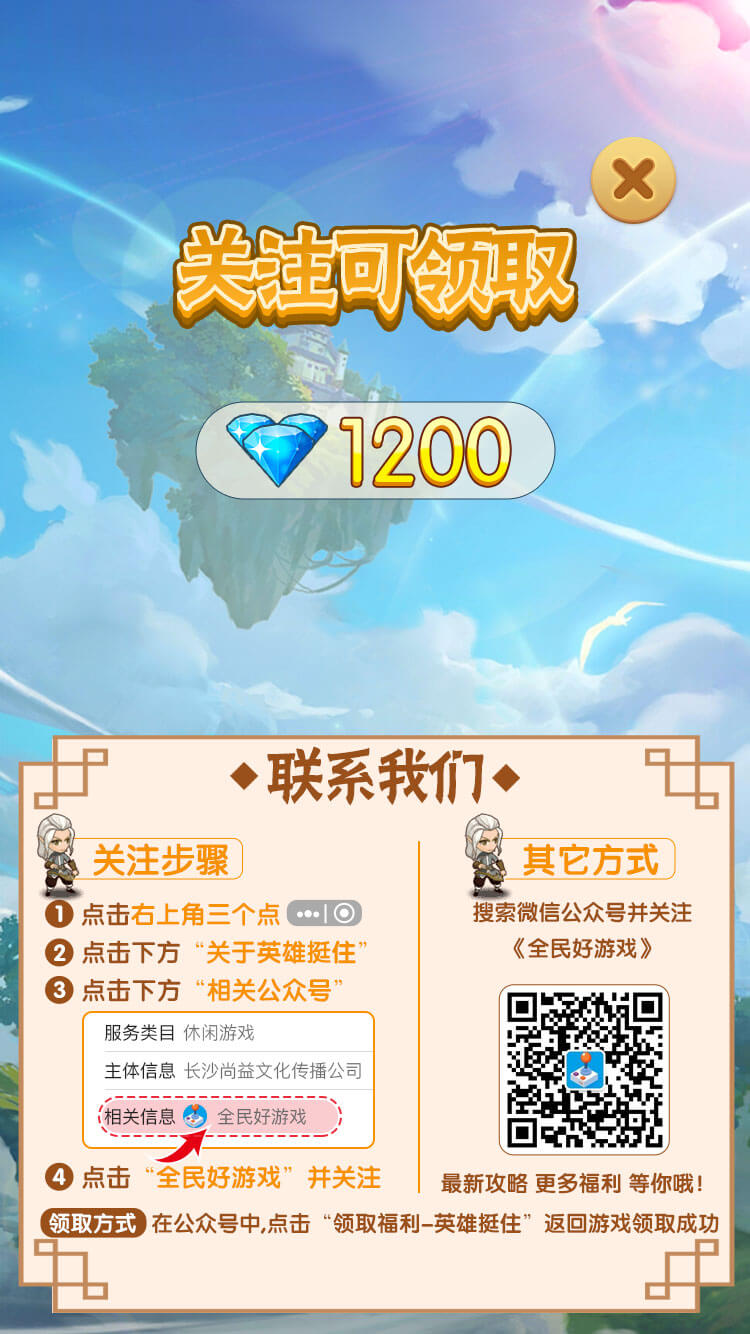 关注可领取
1200
联系我们
关注步骤
1 点击右上角三个点
2 点击下方“关于英雄挺住”
3 点击下方“相关公众号”
服务类目 休闲游戏
主体信息 长沙尚益文化传播公司
相关信息 全民好游戏
4 点击“全民好游戏”并关注
其它方式
搜索微信公众号并关注
《全民好游戏》
最新攻略 更多福利 等你哦!
领取方式 在公众号中,点击“领取福利-英雄挺住”返回游戏领取成功